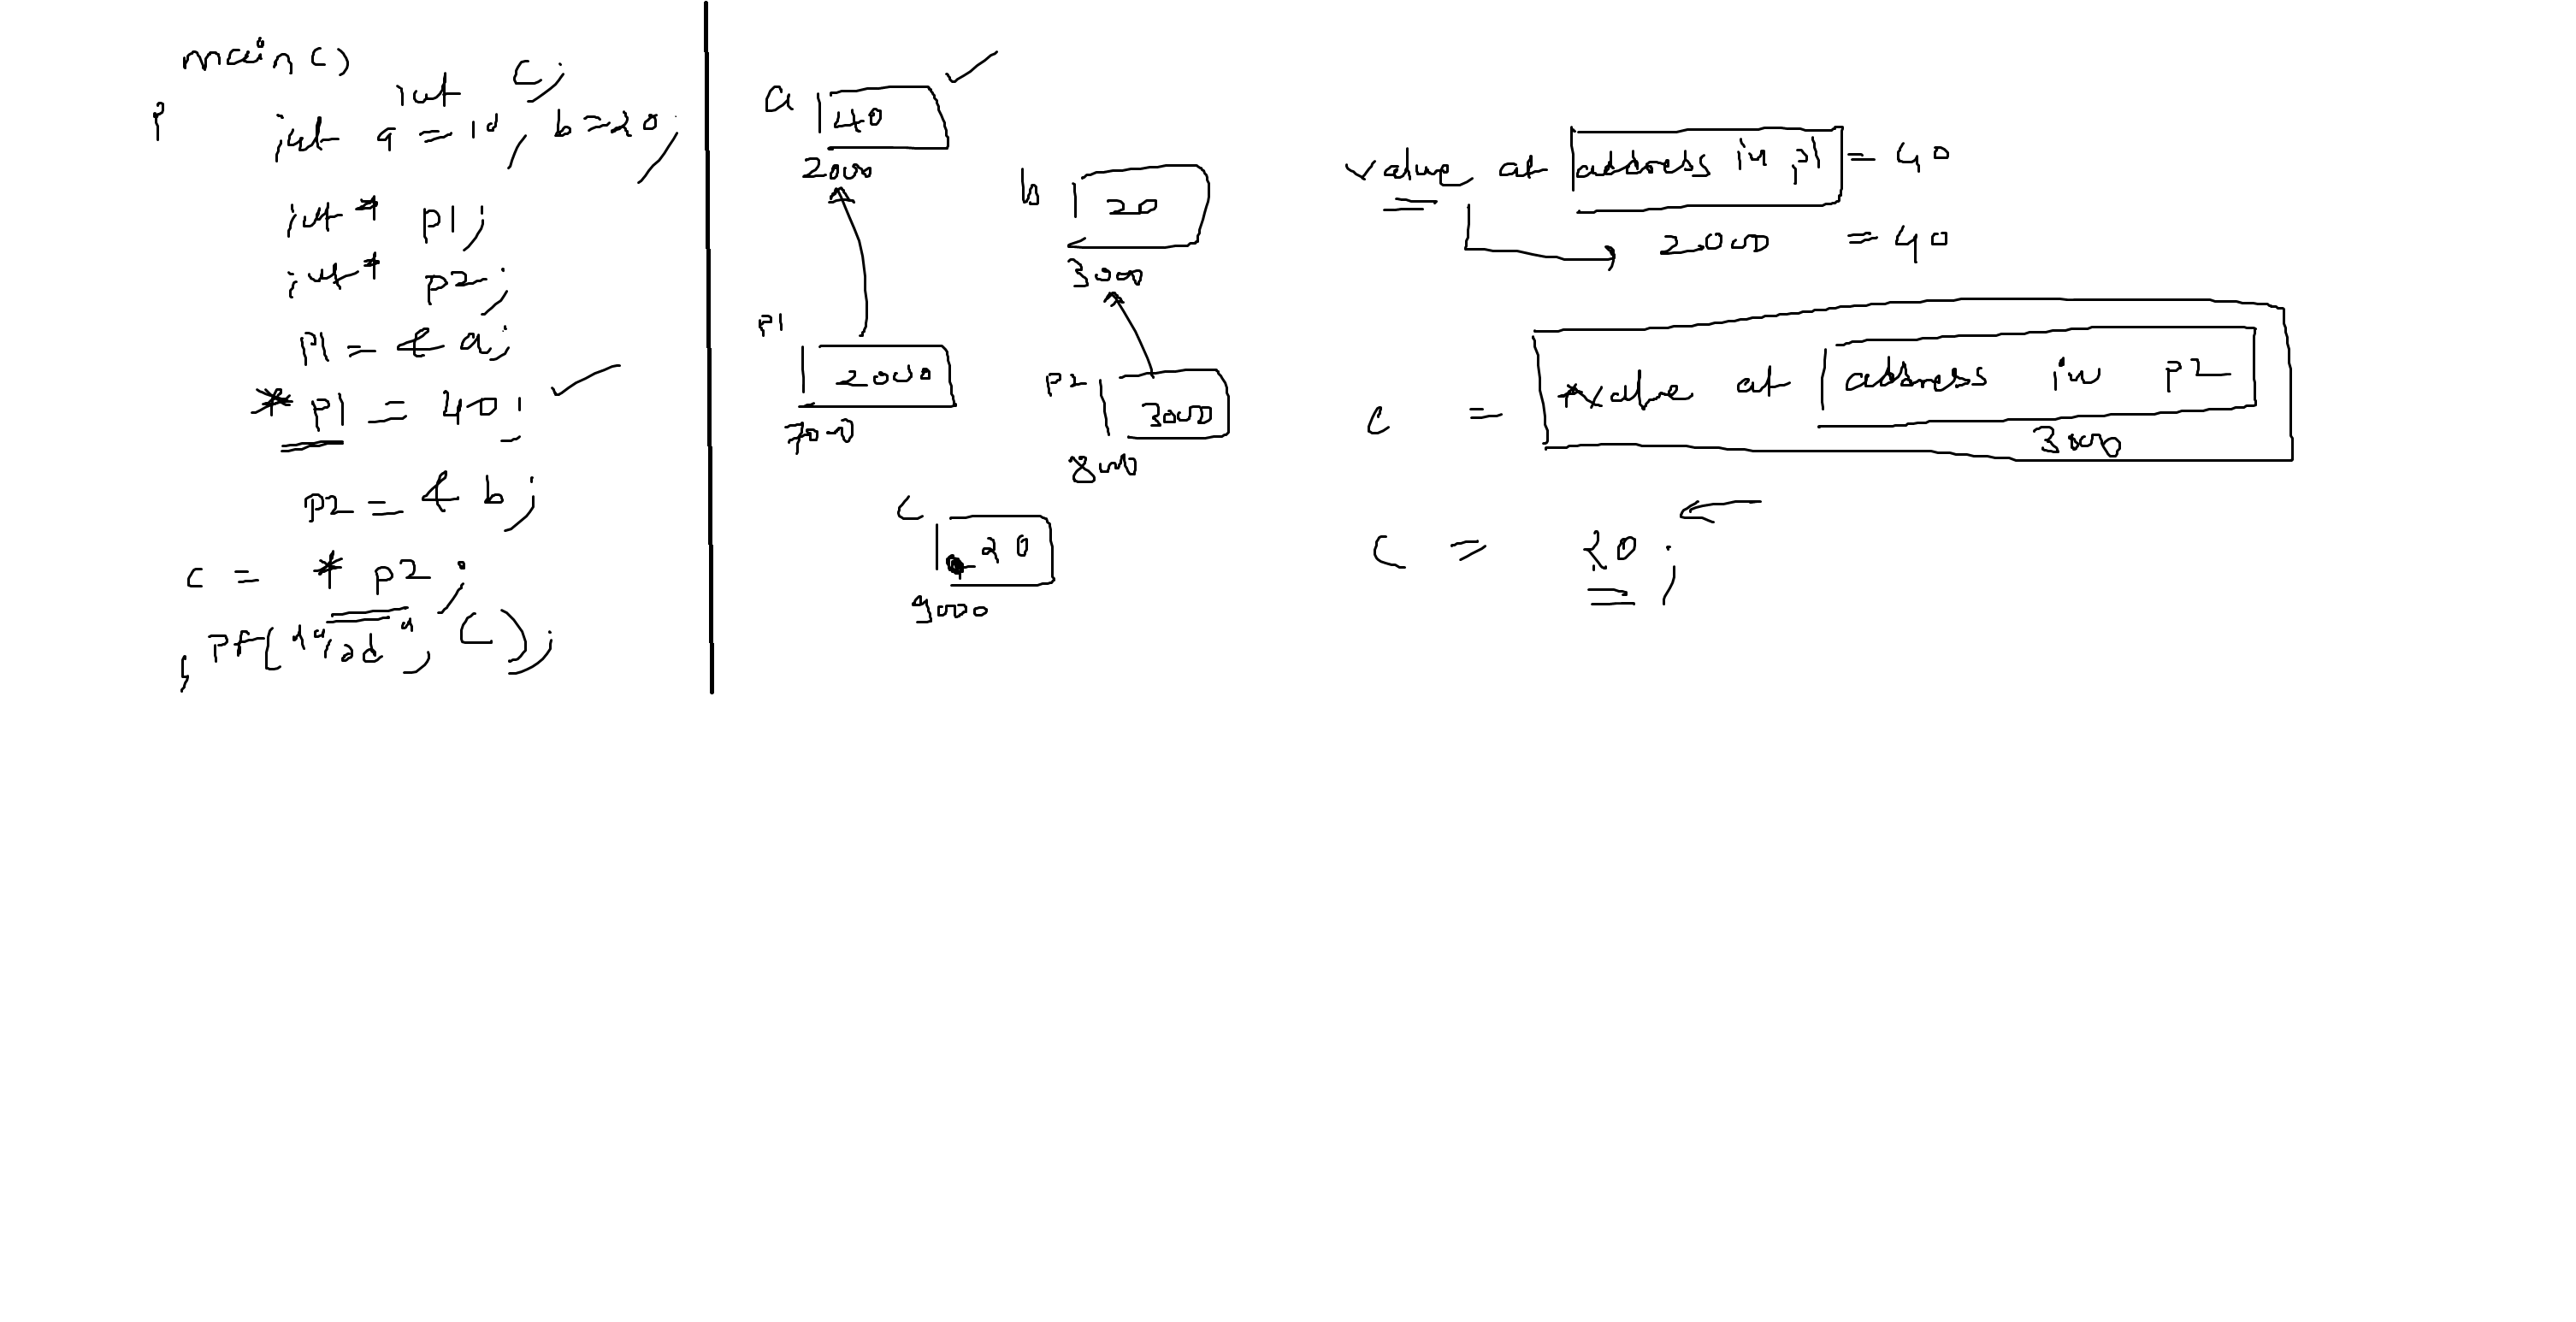 main()
int c;
{ int a = 10, b = 20;
int* p1;
int* p2;
p1 = & a;
* p1 = 40;
p2 = & b;
c = * p2;
Pf("%d", c);
}
a 40
2000
b 20
3000
p1 2000
7000
p2 3000
8000
c 20
9000
value at address in p1 = 40
2000 = 40
c = *value at address in p2
3000
c = 20;